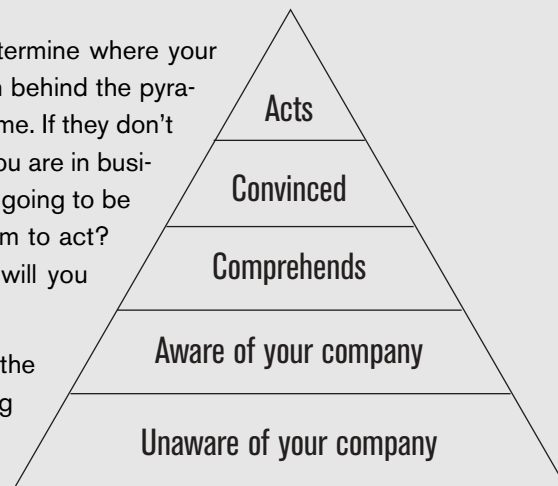 termine where your
behind the pyra-
me. If they don't
ou are in busi-
going to be
m to act?
will you
the
Acts
Convinced
Comprehends
Aware of your company
Unaware of your company